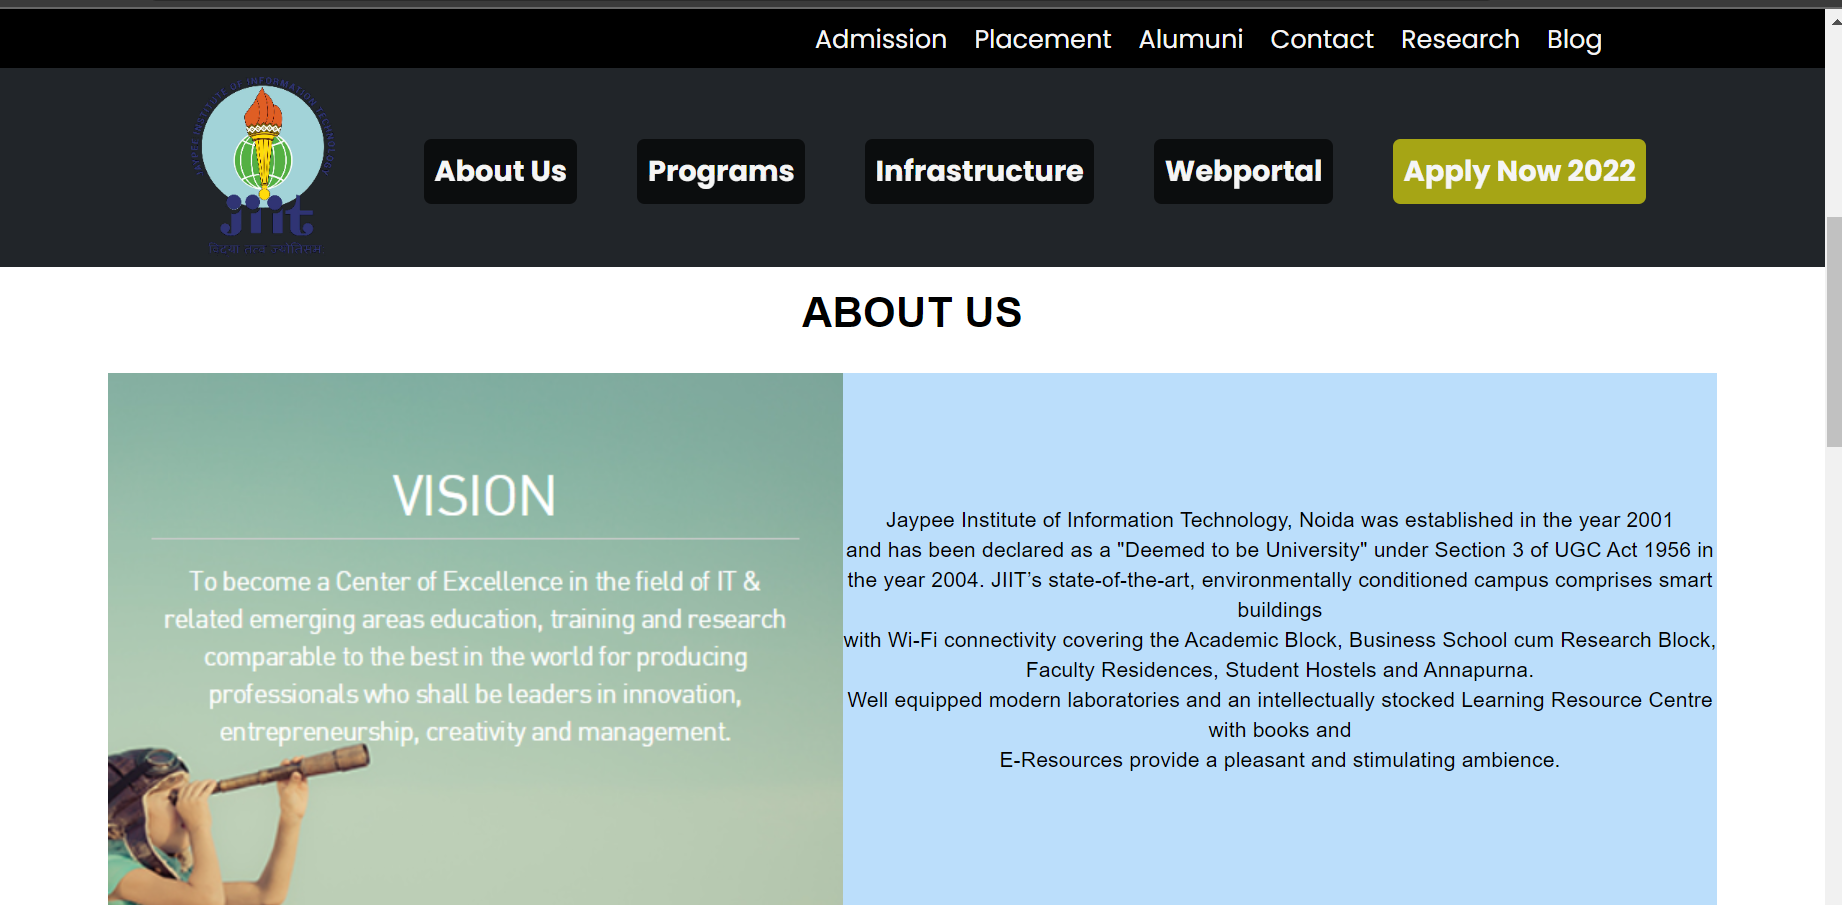 Admission Placement Alumuni Contact Research Blog
JAYPEE INSTITUTE OF INFORMATION TECHNOLOGY
jiit
About Us Programs Infrastructure Webportal Apply Now 2022
ABOUT US
VISION
To become a Center of Excellence in the field of IT &
related emerging areas education, training and research
comparable to the best in the world for producing
professionals who shall be leaders in innovation,
entrepreneurship, creativity and management.
Jaypee Institute of Information Technology, Noida was established in the year 2001
and has been declared as a "Deemed to be University" under Section 3 of UGC Act 1956 in
the year 2004. JIIT’s state-of-the-art, environmentally conditioned campus comprises smart
buildings
with Wi-Fi connectivity covering the Academic Block, Business School cum Research Block,
Faculty Residences, Student Hostels and Annapurna.
Well equipped modern laboratories and an intellectually stocked Learning Resource Centre
with books and
E-Resources provide a pleasant and stimulating ambience.